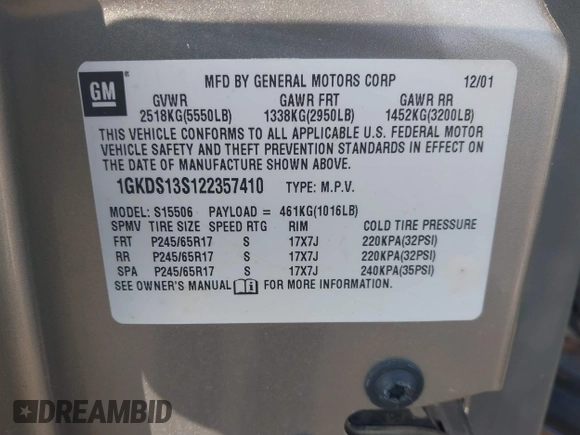 GM ® MFD BY GENERAL MOTORS CORP 12/01
GVWR GAWR FRT GAWR RR
2518KG(5550LB) 1338KG(2950LB) 1452KG(3200LB)
THIS VEHICLE CONFORMS TO ALL APPLICABLE U.S. FEDERAL MOTOR
VEHICLE SAFETY AND THEFT PREVENTION STANDARDS IN EFFECT ON
THE DATE OF MANUFACTURE SHOWN ABOVE.
1GKDS13S122357410 TYPE: M.P.V.
MODEL: S15506 PAYLOAD = 461KG(1016LB)
SPMV TIRE SIZE SPEED RTG RIM COLD TIRE PRESSURE
FRT P245/65R17 S 17X7J 220KPA(32PSI)
RR P245/65R17 S 17X7J 220KPA(32PSI)
SPA P245/65R17 S 17X7J 240KPA(35PSI)
SEE OWNER'S MANUAL FOR MORE INFORMATION.
DREAMBID